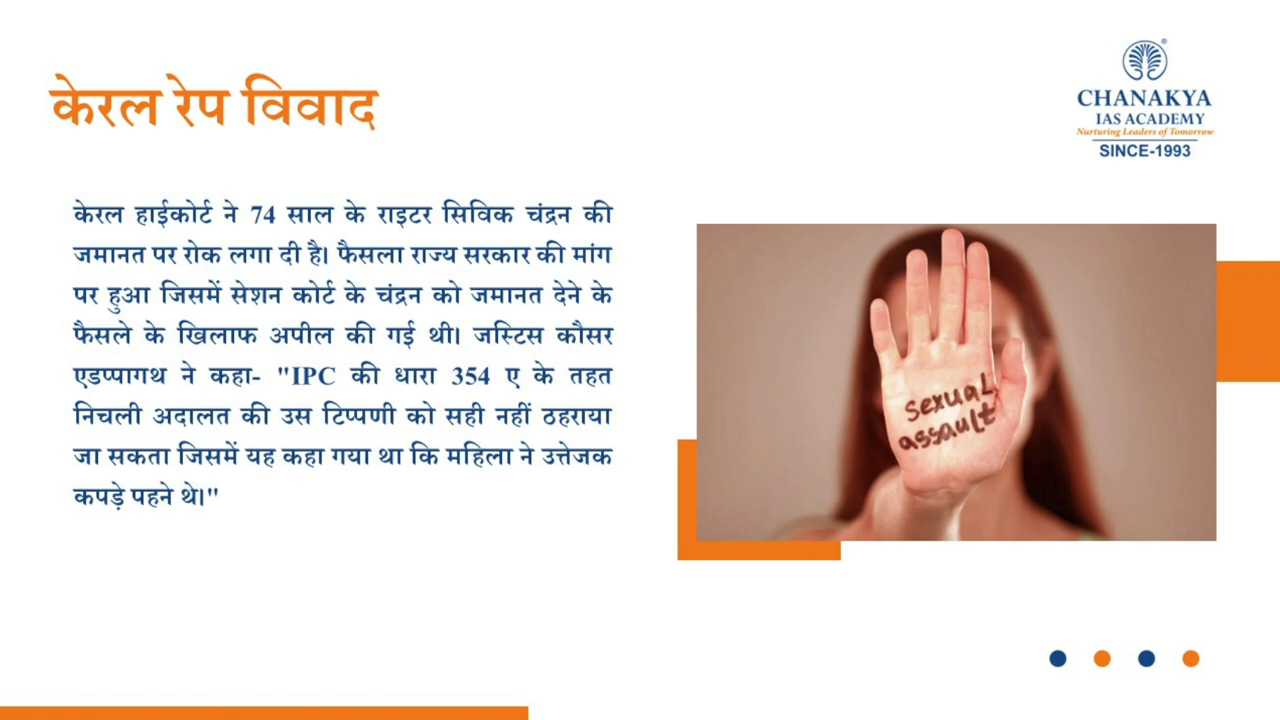 केरल रेप विवाद
CHANAKYA
IAS ACADEMY
Nurturing Leaders of Tomorrow
SINCE-1993
केरल हाईकोर्ट ने 74 साल के राइटर सिविक चंद्रन की
जमानत पर रोक लगा दी है। फैसला राज्य सरकार की मांग
पर हुआ जिसमें सेशन कोर्ट के चंद्रन को जमानत देने के
फैसले के खिलाफ अपील की गई थी। जस्टिस कौसर
एडप्पागथ ने कहा- "IPC की धारा 354 ए के तहत
निचली अदालत की उस टिप्पणी को सही नहीं ठहराया
जा सकता जिसमें यह कहा गया था कि महिला ने उत्तेजक
कपड़े पहने थे।"
sexual
assault